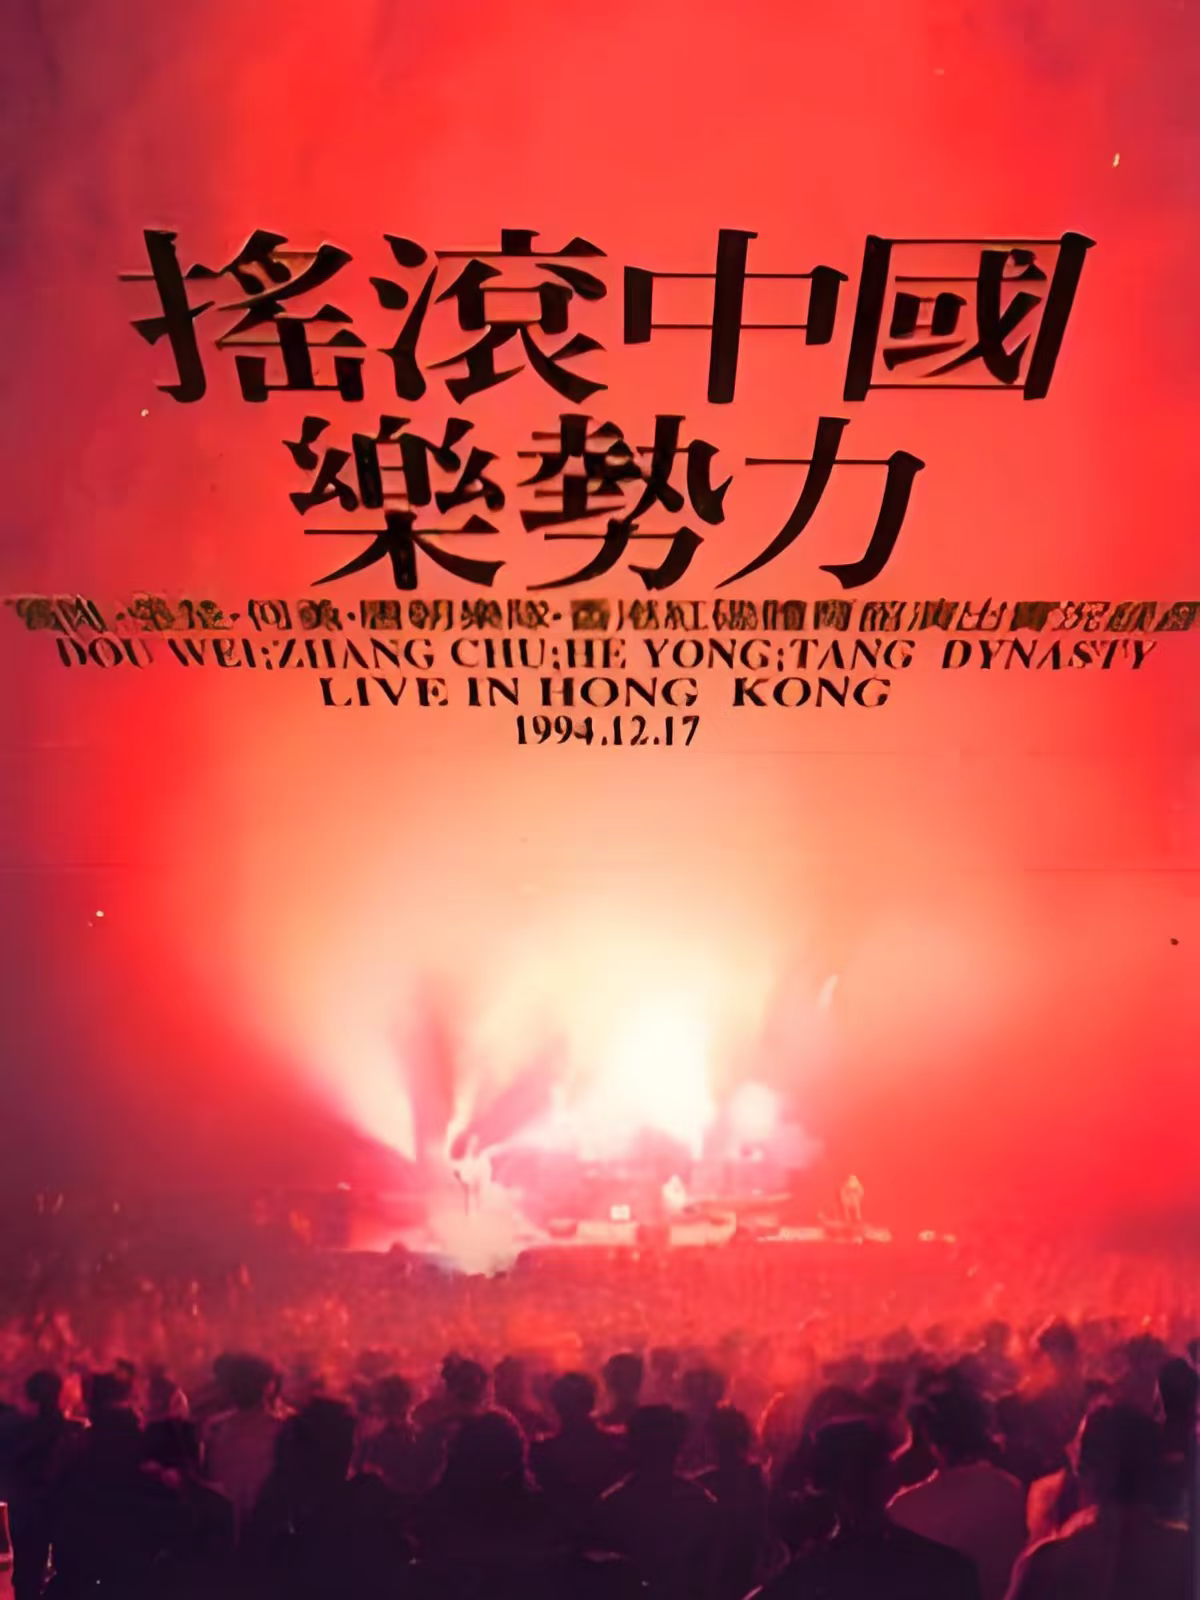 搖滾中國
樂勢力
DOU WEI;ZHANG CHU;HE YONG;TANG DYNASTY
LIVE IN HONG KONG
1994.12.17